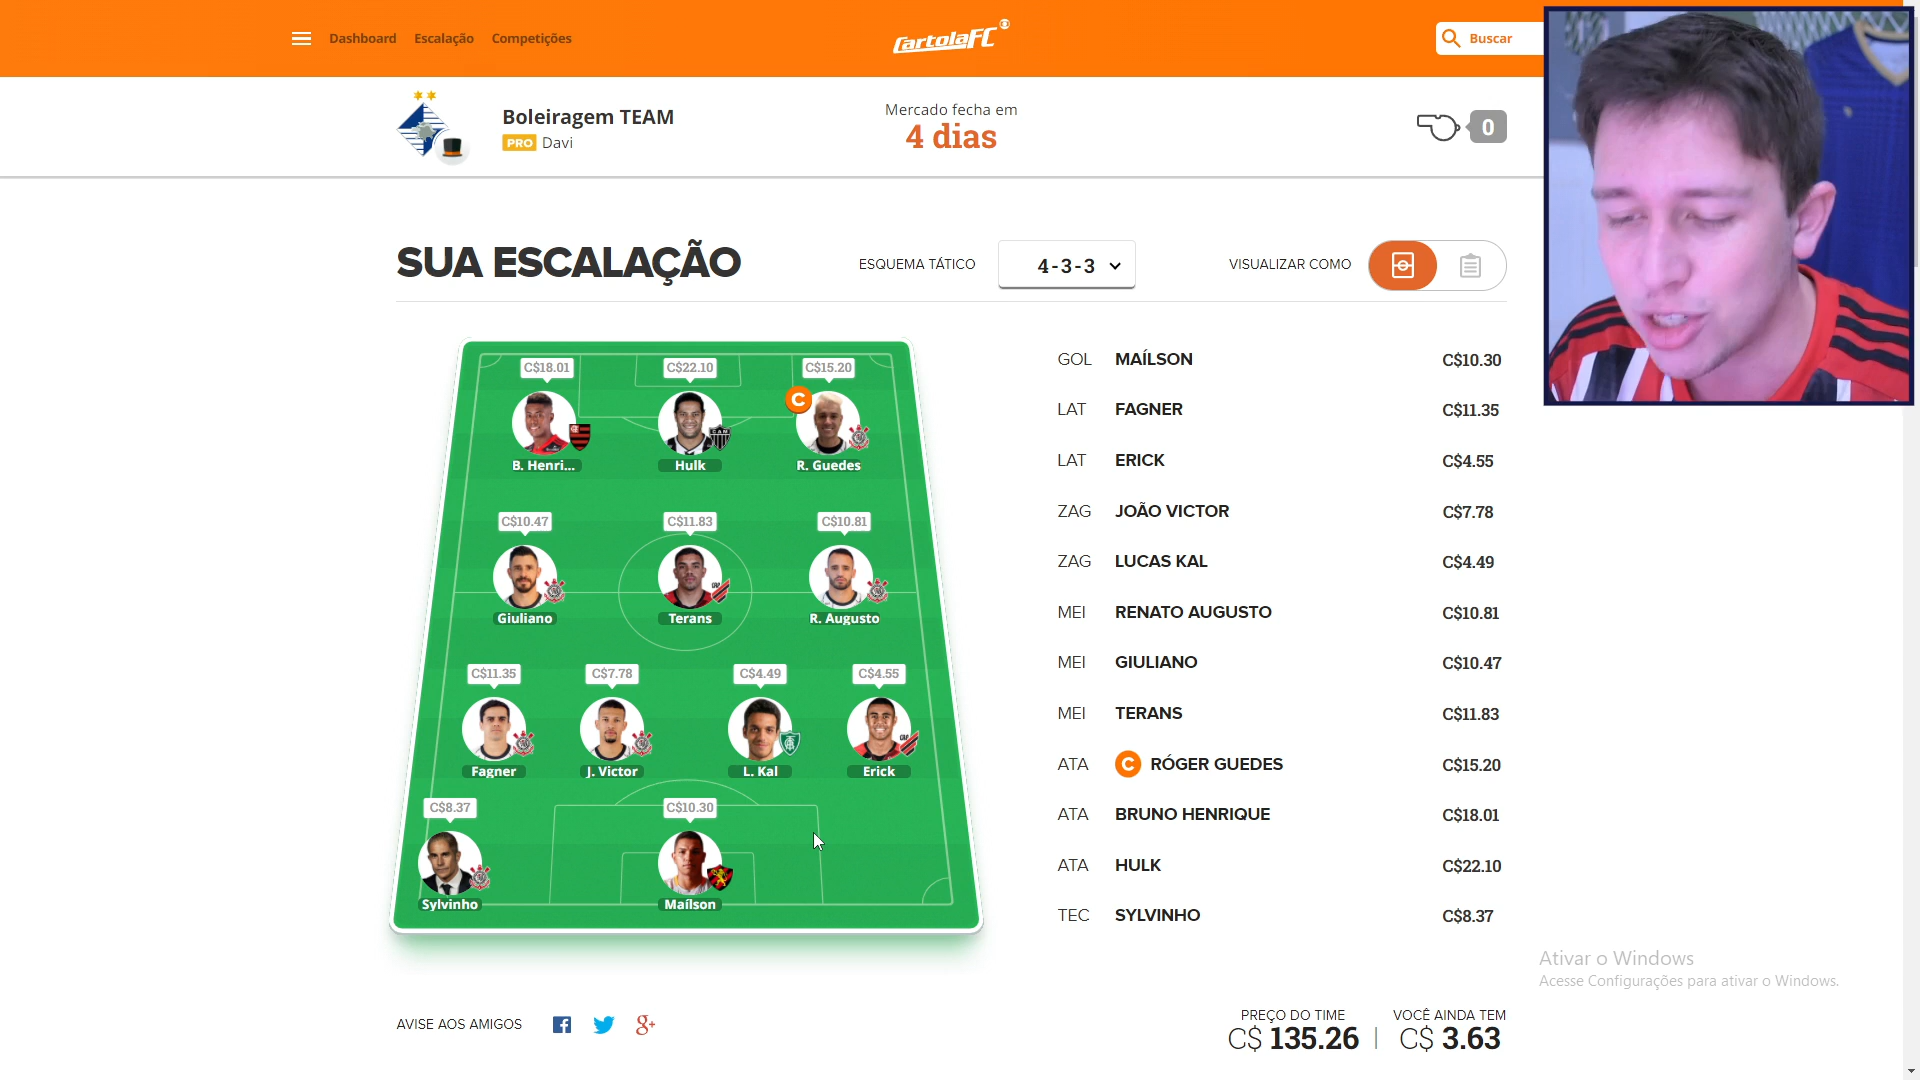 Dashboard Escalação Competições
CartolaFC
Buscar
Boleiragem TEAM
PRO Davi
Mercado fecha em
4 dias
0
SUA ESCALAÇÃO
ESQUEMA TÁTICO
4-3-3
VISUALIZAR COMO
C$18.01 C$22.10 C$15.20
C
B. Henri... Hulk R. Guedes
C$10.47 C$11.83 C$10.81
Giuliano Terans R. Augusto
C$11.35 C$7.78 C$4.49 C$4.55
Fagner J. Victor L. Kal Erick
C$8.37 C$10.30
Sylvinho Maílson
GOL MAÍLSON C$10.30
LAT FAGNER C$11.35
LAT ERICK C$4.55
ZAG JOÃO VICTOR C$7.78
ZAG LUCAS KAL C$4.49
MEI RENATO AUGUSTO C$10.81
MEI GIULIANO C$10.47
MEI TERANS C$11.83
ATA C RÓGER GUEDES C$15.20
ATA BRUNO HENRIQUE C$18.01
ATA HULK C$22.10
TEC SYLVINHO C$8.37
Ativar o Windows
Acesse Configurações para ativar o Windows.
AVISE AOS AMIGOS
PREÇO DO TIME
C$ 135.26
VOCÊ AINDA TEM
C$ 3.63